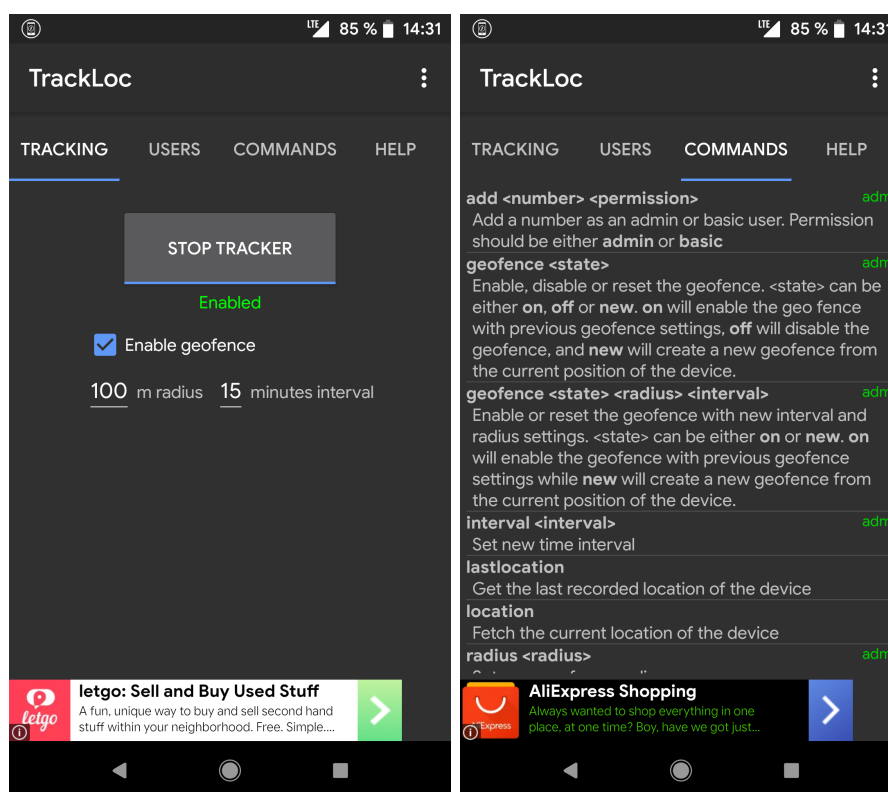 LTE 85 % 14:31
TrackLoc
TRACKING USERS COMMANDS HELP
STOP TRACKER
Enabled
Enable geofence
100 m radius 15 minutes interval
letgo
letgo: Sell and Buy Used Stuff
A fun, unique way to buy and sell second hand
stuff within your neighborhood. Free. Simple....
LTE 85 % 14:31
TrackLoc
TRACKING USERS COMMANDS HELP
add <number> <permission> adm
Add a number as an admin or basic user. Permission
should be either admin or basic
geofence <state> adm
Enable, disable or reset the geofence. <state> can be
either on, off or new. on will enable the geo fence
with previous geofence settings, off will disable the
geofence, and new will create a new geofence from
the current position of the device.
geofence <state> <radius> <interval> adm
Enable or reset the geofence with new interval and
radius settings. <state> can be either on or new. on
will enable the geofence with previous geofence
settings while new will create a new geofence from
the current position of the device.
interval <interval> adm
Set new time interval
lastlocation
Get the last recorded location of the device
location
Fetch the current location of the device
radius <radius> adm
AliExpress
AliExpress Shopping
Always wanted to shop everything in one
place, at one time? Boy, have we got just...